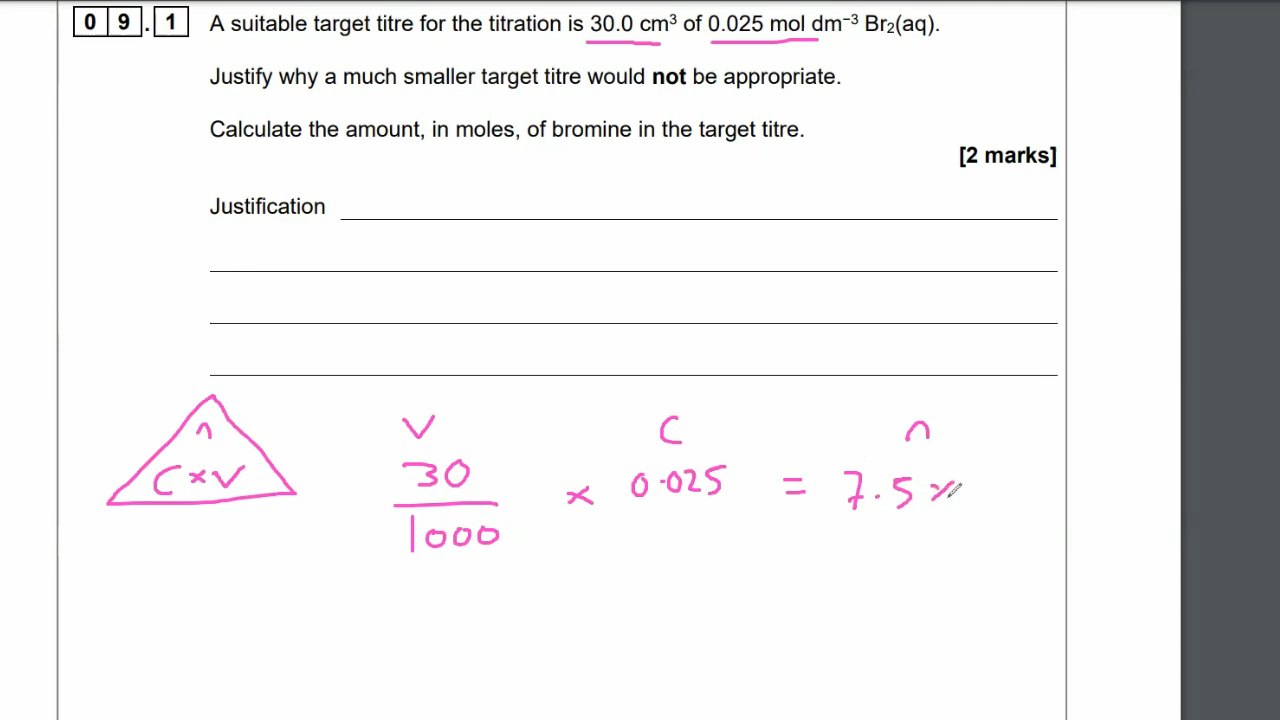 09.1 A suitable target titre for the titration is 30.0 cm³ of 0.025 mol dm⁻³ Br₂(aq).
Justify why a much smaller target titre would not be appropriate.
Calculate the amount, in moles, of bromine in the target titre.
[2 marks]
Justification
n
C × V
V C n
30
1000
× 0.025 = 7.5 ×